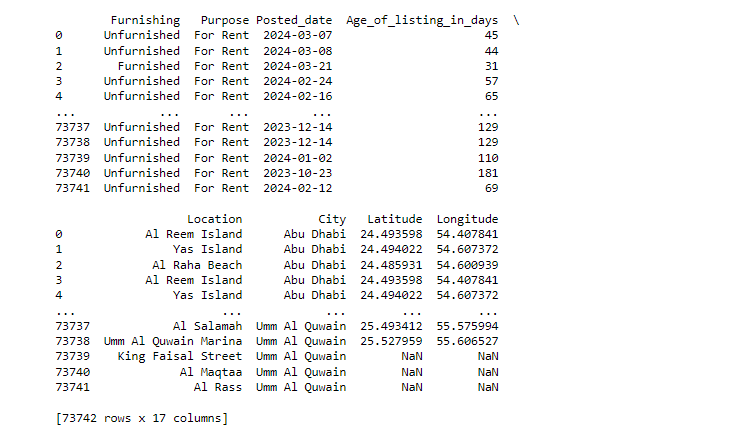 Furnishing Purpose Posted_date Age_of_listing_in_days \
0 Unfurnished For Rent 2024-03-07 45
1 Unfurnished For Rent 2024-03-08 44
2 Furnished For Rent 2024-03-21 31
3 Unfurnished For Rent 2024-02-24 57
4 Unfurnished For Rent 2024-02-16 65
... ... ... ... ...
73737 Unfurnished For Rent 2023-12-14 129
73738 Unfurnished For Rent 2023-12-14 129
73739 Unfurnished For Rent 2024-01-02 110
73740 Unfurnished For Rent 2023-10-23 181
73741 Unfurnished For Rent 2024-02-12 69
Location City Latitude Longitude
0 Al Reem Island Abu Dhabi 24.493598 54.407841
1 Yas Island Abu Dhabi 24.494022 54.607372
2 Al Raha Beach Abu Dhabi 24.485931 54.600939
3 Al Reem Island Abu Dhabi 24.493598 54.407841
4 Yas Island Abu Dhabi 24.494022 54.607372
... ... ... ... ...
73737 Al Salamah Umm Al Quwain 25.493412 55.575994
73738 Umm Al Quwain Marina Umm Al Quwain 25.527959 55.606527
73739 King Faisal Street Umm Al Quwain NaN NaN
73740 Al Maqtaa Umm Al Quwain NaN NaN
73741 Al Rass Umm Al Quwain NaN NaN
[73742 rows x 17 columns]